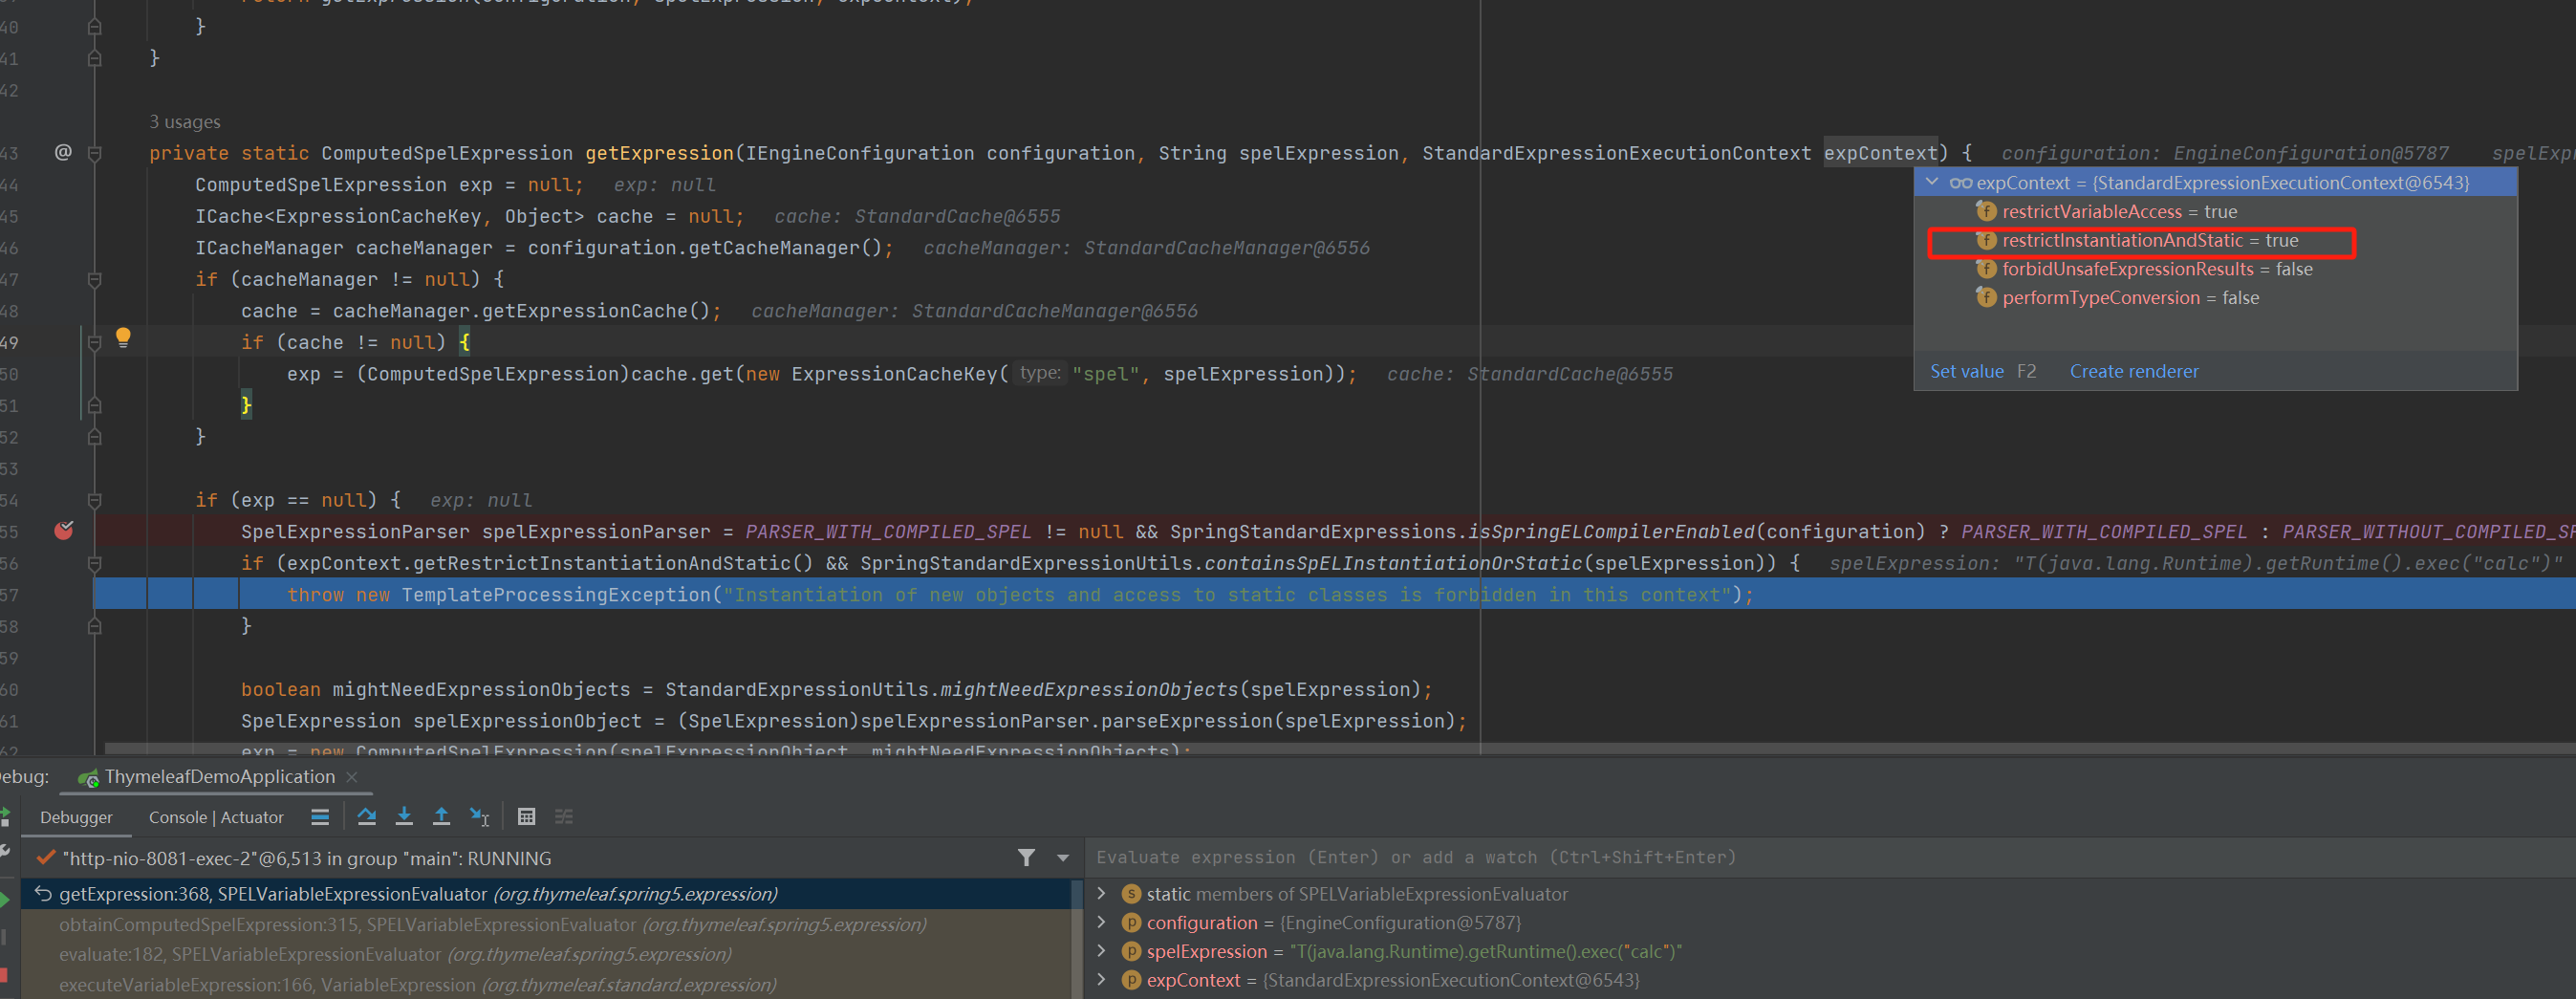 40 }
41 }
42
3 usages
43 @ private static ComputedSpelExpression getExpression(IEngineConfiguration configuration, String spelExpression, StandardExpressionExecutionContext expContext) { configuration: EngineConfiguration@5787
44 ComputedSpelExpression exp = null; exp: null
45 ICache<ExpressionCacheKey, Object> cache = null; cache: StandardCache@6555
46 ICacheManager cacheManager = configuration.getCacheManager(); cacheManager: StandardCacheManager@6556
47 if (cacheManager != null) {
48 cache = cacheManager.getExpressionCache(); cacheManager: StandardCacheManager@6556
49 if (cache != null) {
50 exp = (ComputedSpelExpression)cache.get(new ExpressionCacheKey( type: "spel", spelExpression)); cache: StandardCache@6555
51 }
52 }
53
54 if (exp == null) { exp: null
55 SpelExpressionParser spelExpressionParser = PARSER_WITH_COMPILED_SPEL != null && SpringStandardExpressions.isSpringELCompilerEnabled(configuration) ? PARSER_WITH_COMPILED_SPEL : PARSER_WITHOUT_COMPILED_SP
56 if (expContext.getRestrictInstantiationAndStatic() && SpringStandardExpressionUtils.containsSpELInstantiationOrStatic(spelExpression)) { spelExpression: "T(java.lang.Runtime).getRuntime().exec("calc")"
57 throw new TemplateProcessingException("Instantiation of new objects and access to static classes is forbidden in this context");
58 }
59
60 boolean mightNeedExpressionObjects = StandardExpressionUtils.mightNeedExpressionObjects(spelExpression);
61 SpelExpression spelExpressionObject = (SpelExpression)spelExpressionParser.parseExpression(spelExpression);
62 exp = new ComputedSpelExpression(spelExpressionObject, mightNeedExpressionObjects);
expContext = {StandardExpressionExecutionContext@6543}
restrictVariableAccess = true
restrictInstantiationAndStatic = true
forbidUnsafeExpressionResults = false
performTypeConversion = false
Set value F2 Create renderer
ebug: ThymeleafDemoApplication
Debugger Console | Actuator
"http-nio-8081-exec-2"@6,513 in group "main": RUNNING
getExpression:368, SPELVariableExpressionEvaluator (org.thymeleaf.spring5.expression)
obtainComputedSpelExpression:315, SPELVariableExpressionEvaluator (org.thymeleaf.spring5.expression)
evaluate:182, SPELVariableExpressionEvaluator (org.thymeleaf.spring5.expression)
executeVariableExpression:166, VariableExpression (org.thymeleaf.standard.expression)
Evaluate expression (Enter) or add a watch (Ctrl+Shift+Enter)
static members of SPELVariableExpressionEvaluator
configuration = {EngineConfiguration@5787}
spelExpression = "T(java.lang.Runtime).getRuntime().exec("calc")"
expContext = {StandardExpressionExecutionContext@6543}